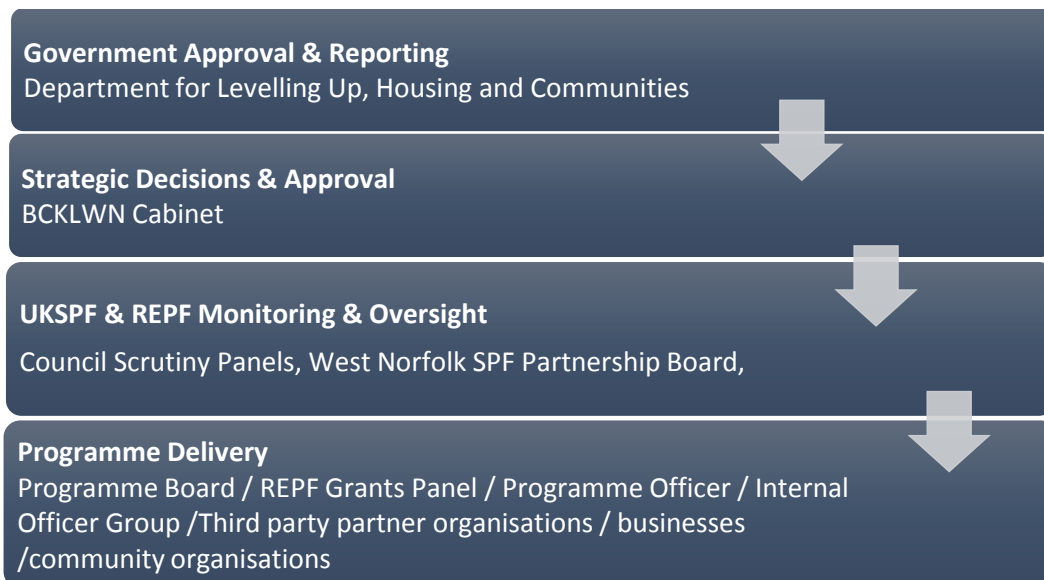 Government Approval & Reporting
Department for Levelling Up, Housing and Communities
Strategic Decisions & Approval
BCKLWN Cabinet
UKSPF & REPF Monitoring & Oversight
Council Scrutiny Panels, West Norfolk SPF Partnership Board,
Programme Delivery
Programme Board / REPF Grants Panel / Programme Officer / Internal
Officer Group /Third party partner organisations / businesses
/community organisations